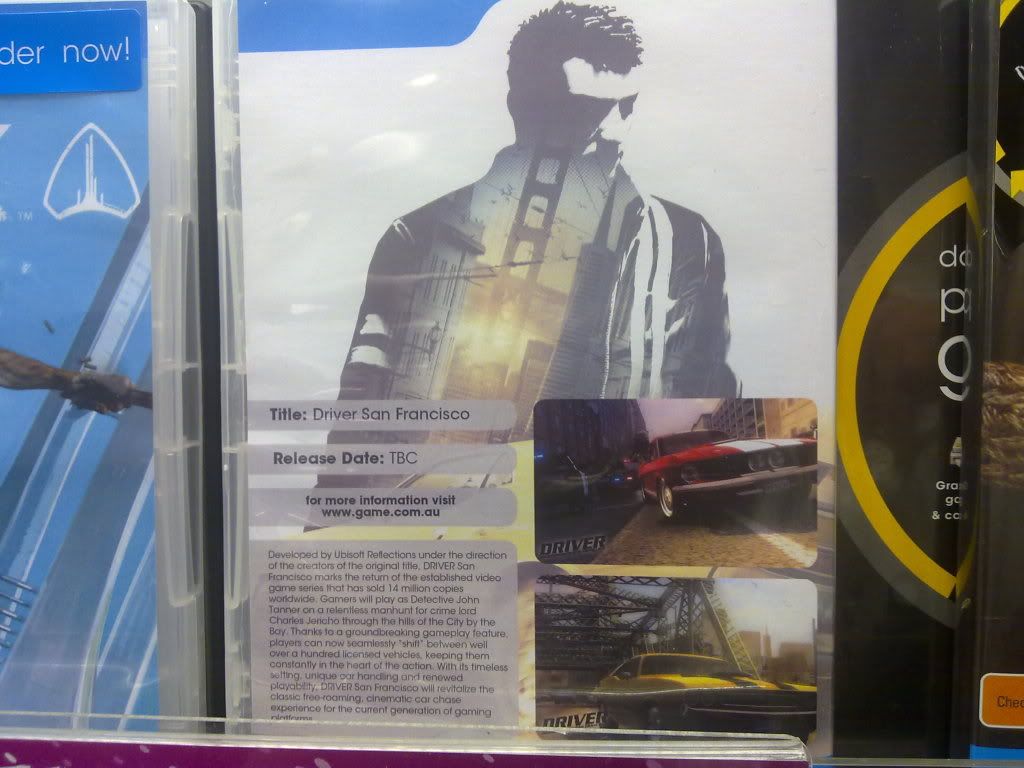 der now!
TM
Title: Driver San Francisco
Release Date: TBC
for more information visit
www.game.com.au
Developed by Ubisoft Reflections under the direction
of the creators of the original title, DRIVER San
Francisco marks the return of the established video
game series that has sold 14 million copies
worldwide. Gamers will play as Detective John
Tanner on a relentless manhunt for crime lord
Charles Jericho through the hills of the City by the
Bay. Thanks to a groundbreaking gameplay feature,
players can now seamlessly "shift" between well
over a hundred licensed vehicles, keeping them
constantly in the heart of the action. With its timeless
setting, unique car handling and renewed
playability, DRIVER San Francisco will revitalize the
classic free-roaming, cinematic car chase
experience for the current generation of gaming
platforms.
DRIVER
DRIVER
g
& ca
Chec